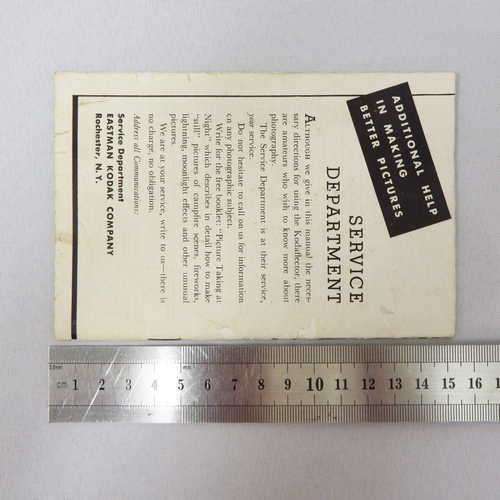 ADDITIONAL HELP
IN MAKING
BETTER PICTURES
SERVICE
DEPARTMENT
ALTHOUGH we give in this manual the neces-
sary directions for using the Kodaflector, there
are amateurs who wish to know more about
photography.
The Service Department is at their service,
your service.
Do not hesitate to call on us for information
on any photographic subject.
Write for the free booklet: "Picture Taking at
Night" which describes in detail how to make
"still" pictures of campfire scenes, fireworks,
lightning, moonlight effects and other unusual
pictures.
We are at your service, write to us—there is
no charge, no obligation.
Address all Communications:
Service Department
EASTMAN KODAK COMPANY
Rochester, N. Y.
cm 1 2 3 4 5 6 7 8 9 10 11 12 13 14 15 16